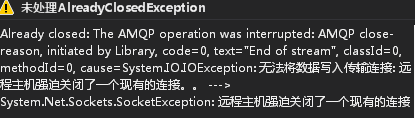 未处理AlreadyClosedException
Already closed: The AMQP operation was interrupted: AMQP close-
reason, initiated by Library, code=0, text="End of stream", classId=0,
methodId=0, cause=System.IO.IOException: 无法将数据写入传输连接: 远
程主机强迫关闭了一个现有的连接。。 --->
System.Net.Sockets.SocketException: 远程主机强迫关闭了一个现有的连接